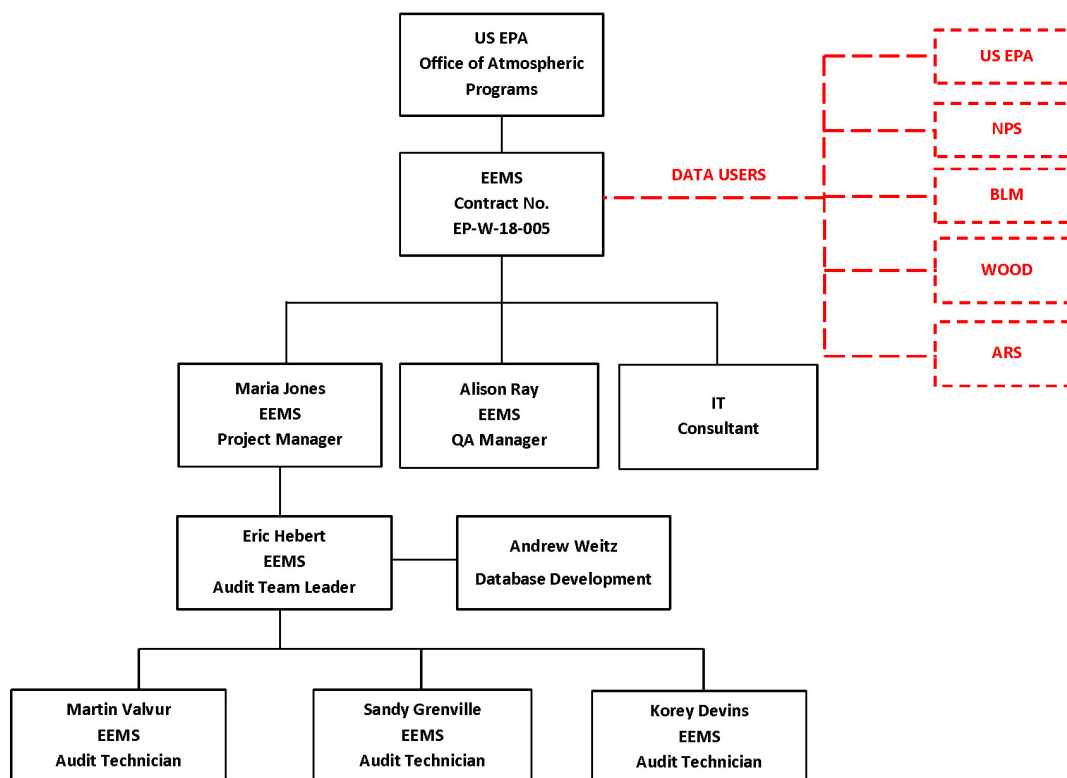 US EPA
Office of Atmospheric
Programs
EEMS
Contract No.
EP-W-18-005
DATA USERS
US EPA
NPS
BLM
WOOD
ARS
Maria Jones
EEMS
Project Manager
Alison Ray
EEMS
QA Manager
IT
Consultant
Eric Hebert
EEMS
Audit Team Leader
Andrew Weitz
Database Development
Martin Valvur
EEMS
Audit Technician
Sandy Grenville
EEMS
Audit Technician
Korey Devins
EEMS
Audit Technician